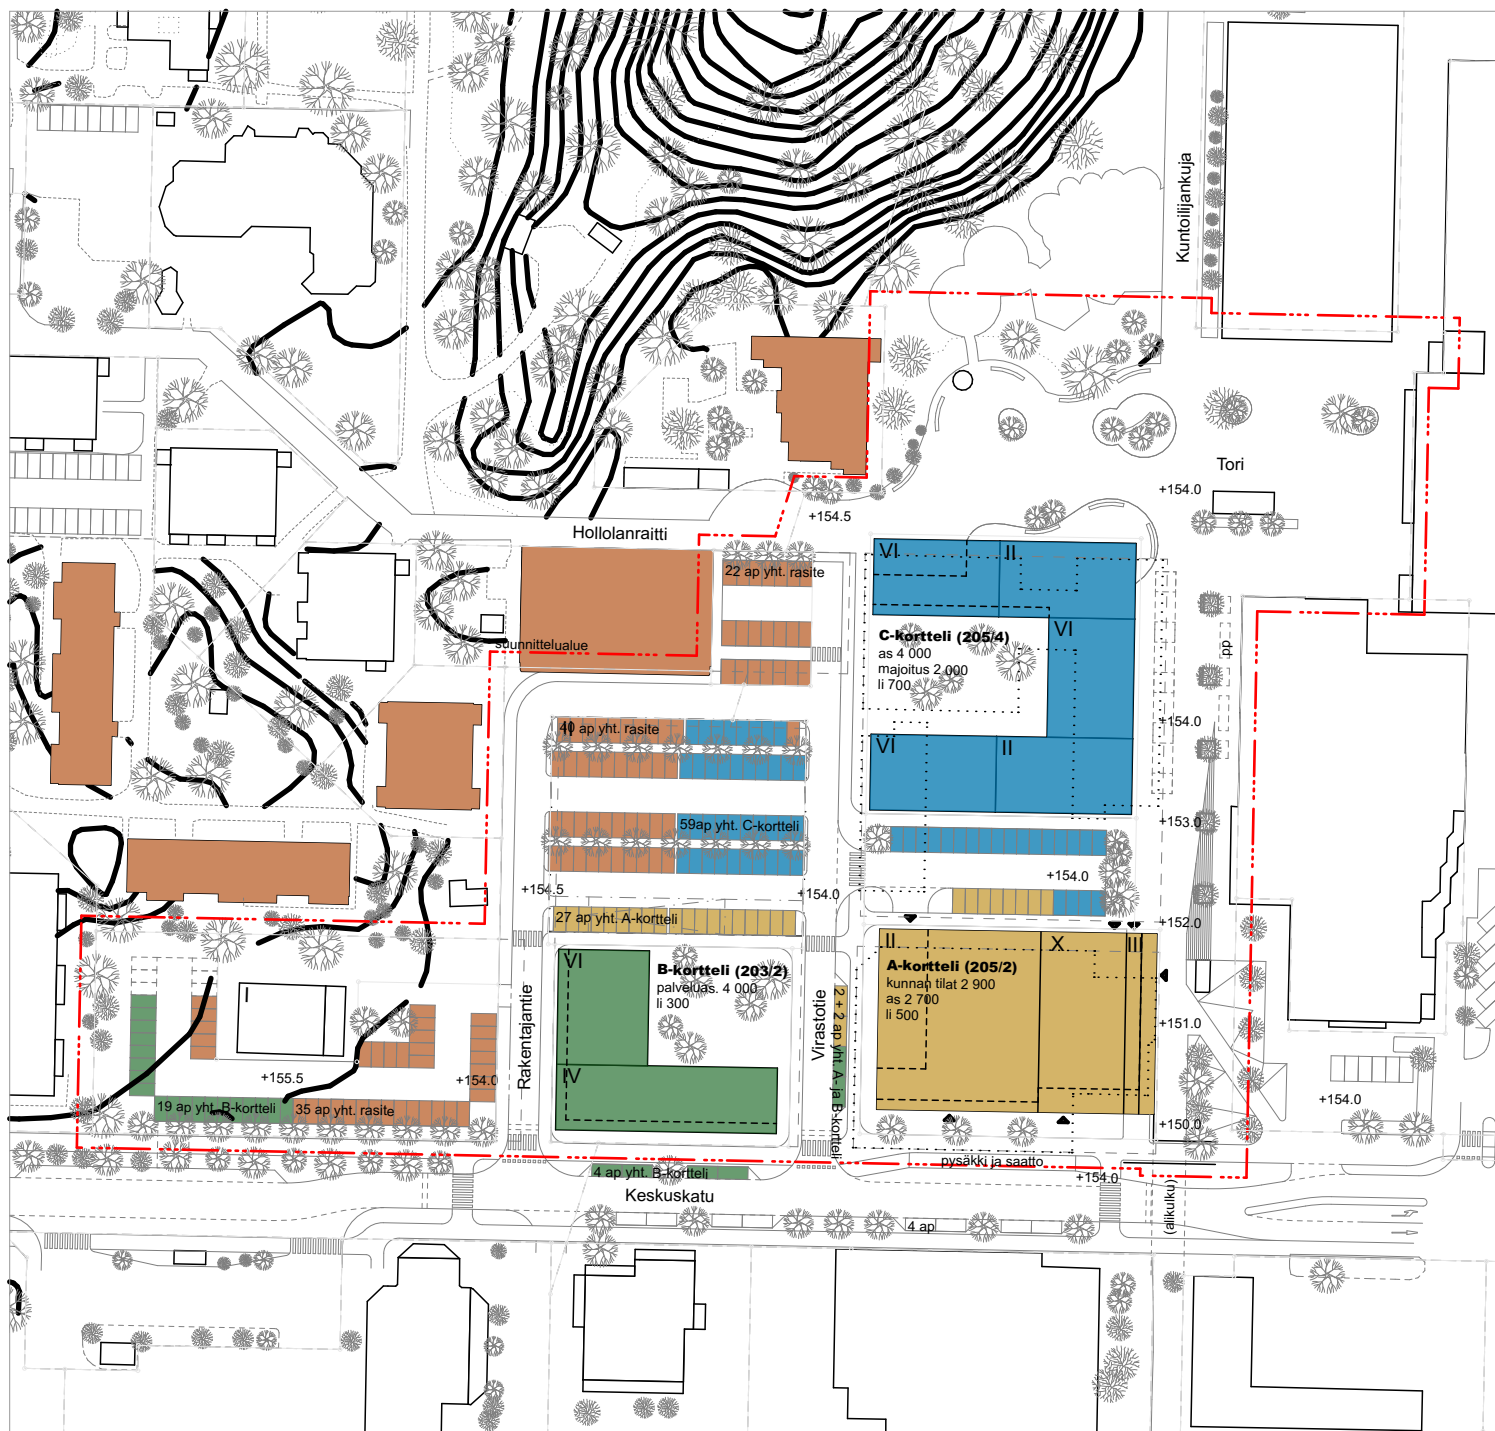 Kuntoilijankuja
Tori
+154.0
+154.5
Hollolanraitti
22 ap yht. rasite
suunnittelualue
VI
II
C-kortteli (205/4)
as 4 000
majoitus 2 000
li 700
VI
pp
+154.0
40 ap yht. rasite
VI
II
59ap yht. C-kortteli
+153.0
+154.0
+154.5
+154.0
27 ap yht. A-kortteli
+152.0
VI
B-kortteli (203/2)
palveluas. 4 000
li 300
II
X
III
A-kortteli (205/2)
kunnan tilat 2 900
as 2 700
li 500
I
Rakentajantie
Virastotie
2 + 2 ap yht. A- ja B-kortteli
+151.0
+155.5
+154.0
IV
19 ap yht. B-kortteli
35 ap yht. rasite
+150.0
+154.0
4 ap yht. B-kortteli
pysäkki ja saatto
+154.0
Keskuskatu
(alikulku)
4 ap